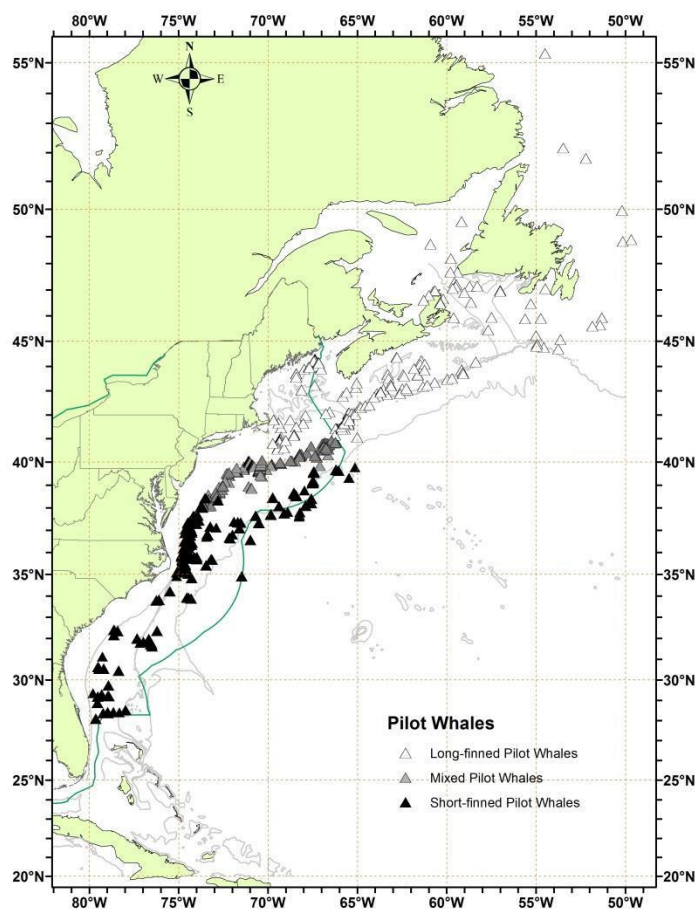 80°W 75°W 70°W 65°W 60°W 55°W 50°W
N
W E
S
55°N 55°N
50°N 50°N
45°N 45°N
40°N 40°N
35°N 35°N
30°N 30°N
Pilot Whales
Long-finned Pilot Whales
Mixed Pilot Whales
Short-finned Pilot Whales
25°N 25°N
20°N 20°N
80°W 75°W 70°W 65°W 60°W 55°W 50°W